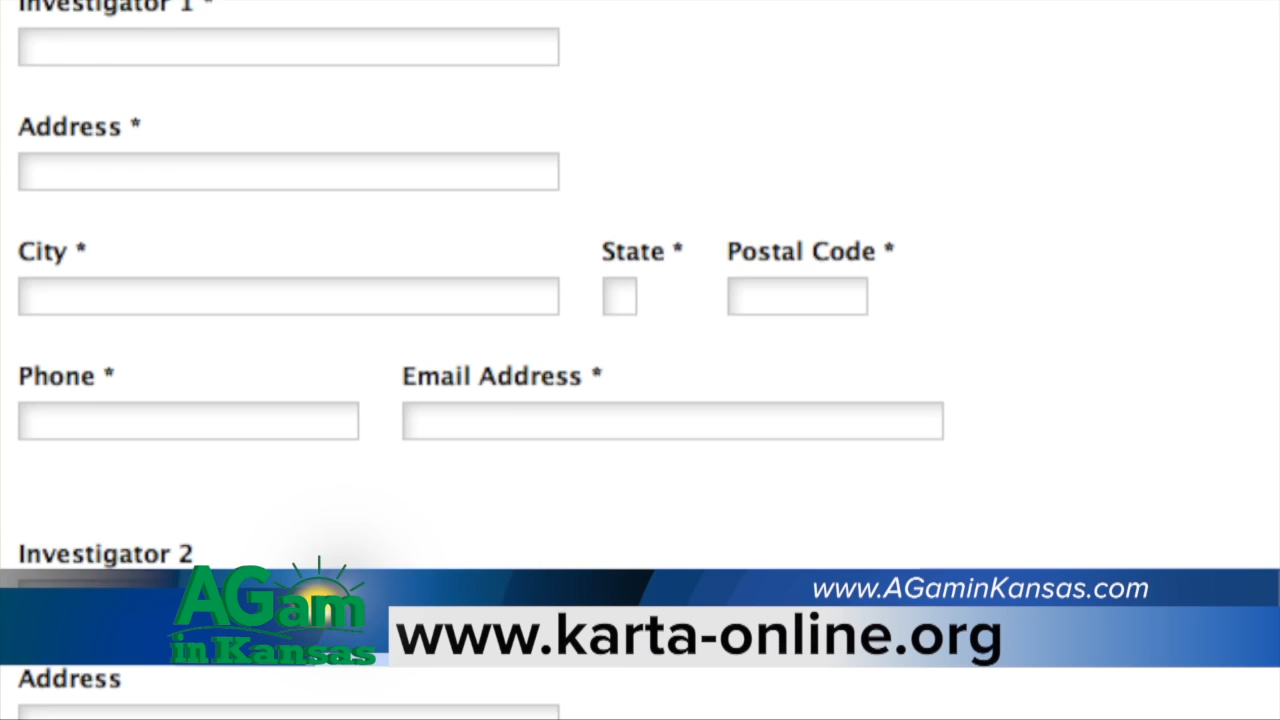 Investigator 1 *
Address *
City * State * Postal Code *
Phone * Email Address *
Investigator 2
www.AGaminKansas.com
AGam
in Kansas
www.karta-online.org
Address